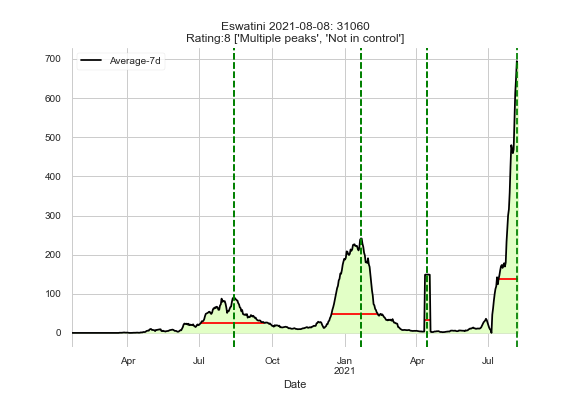 Eswatini 2021-08-08: 31060
Rating:8 ['Multiple peaks', 'Not in control']
Average-7d
700
600
500
400
300
200
100
0
Apr
Jul
Oct
Jan
2021
Apr
Jul
Date